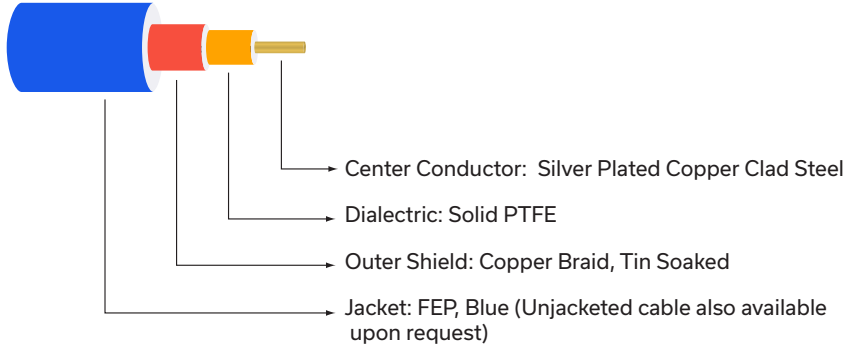 Center Conductor:  Silver Plated Copper Clad Steel
Dialectric: Solid PTFE
Outer Shield: Copper Braid, Tin Soaked
Jacket: FEP, Blue (Unjacketed cable also available
upon request)